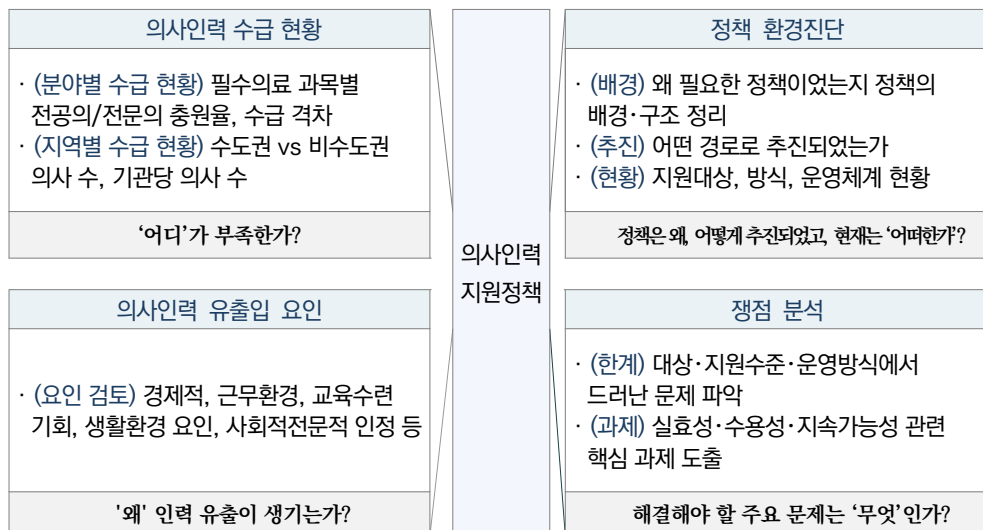 의사인력 수급 현황
· (분야별 수급 현황) 필수의료 과목별
전공의/전문의 충원율, 수급 격차
· (지역별 수급 현황) 수도권 vs 비수도권
의사 수, 기관당 의사 수
‘어디’가 부족한가?
의사인력 유출입 요인
· (요인 검토) 경제적, 근무환경, 교육수련
기회, 생활환경 요인, 사회적전문적 인정 등
'왜' 인력 유출이 생기는가?
의사인력
지원정책
정책 환경진단
· (배경) 왜 필요한 정책이었는지 정책의
배경·구조 정리
· (추진) 어떤 경로로 추진되었는가
· (현황) 지원대상, 방식, 운영체계 현황
정책은 왜, 어떻게 추진되었고, 현재는 ‘어떠한가’?
쟁점 분석
· (한계) 대상·지원수준·운영방식에서
드러난 문제 파악
· (과제) 실효성·수용성·지속가능성 관련
핵심 과제 도출
해결해야 할 주요 문제는 ‘무엇’인가?